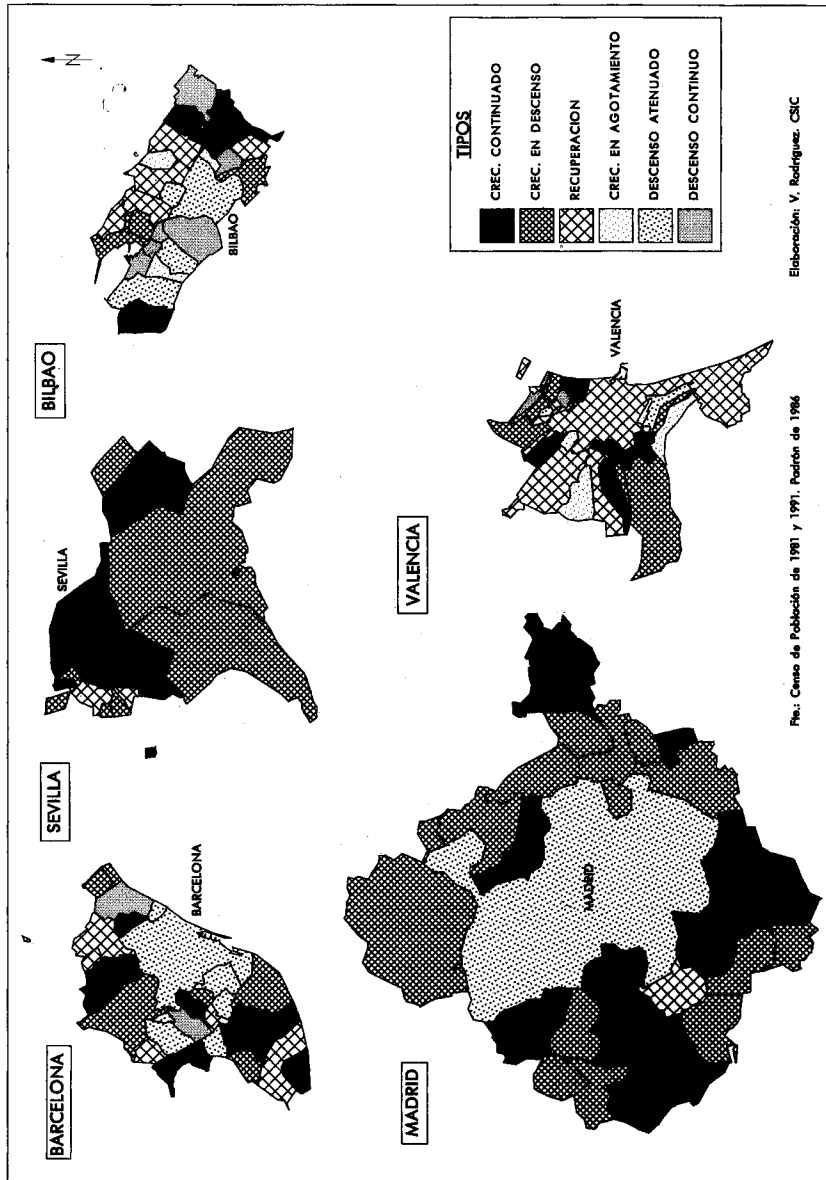 BARCELONA
SEVILLA
BILBAO
BARCELONA
SEVILLA
BILBAO
N
MADRID
VALENCIA
MADRID
VALENCIA
TIPOS
CREC. CONTINUADO
CREC. EN DESCENSO
RECUPERACION
CREC. EN AGOTAMIENTO
DESCENSO ATENUADO
DESCENSO CONTINUO
Fte.: Censo de Población de 1981 y 1991. Padrón de 1986
Elaboración: V. Rodríguez. CSIC